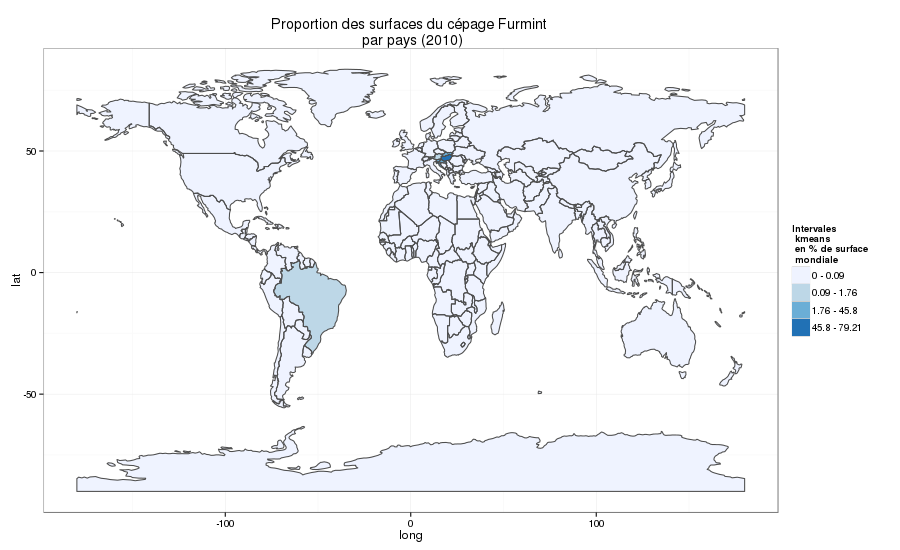 Proportion des surfaces du cépage Furmint
par pays (2010)
50
0
-50
lat
-100
0
100
long
Intervales
kmeans
en % de surface
mondiale
0 - 0.09
0.09 - 1.76
1.76 - 45.8
45.8 - 79.21